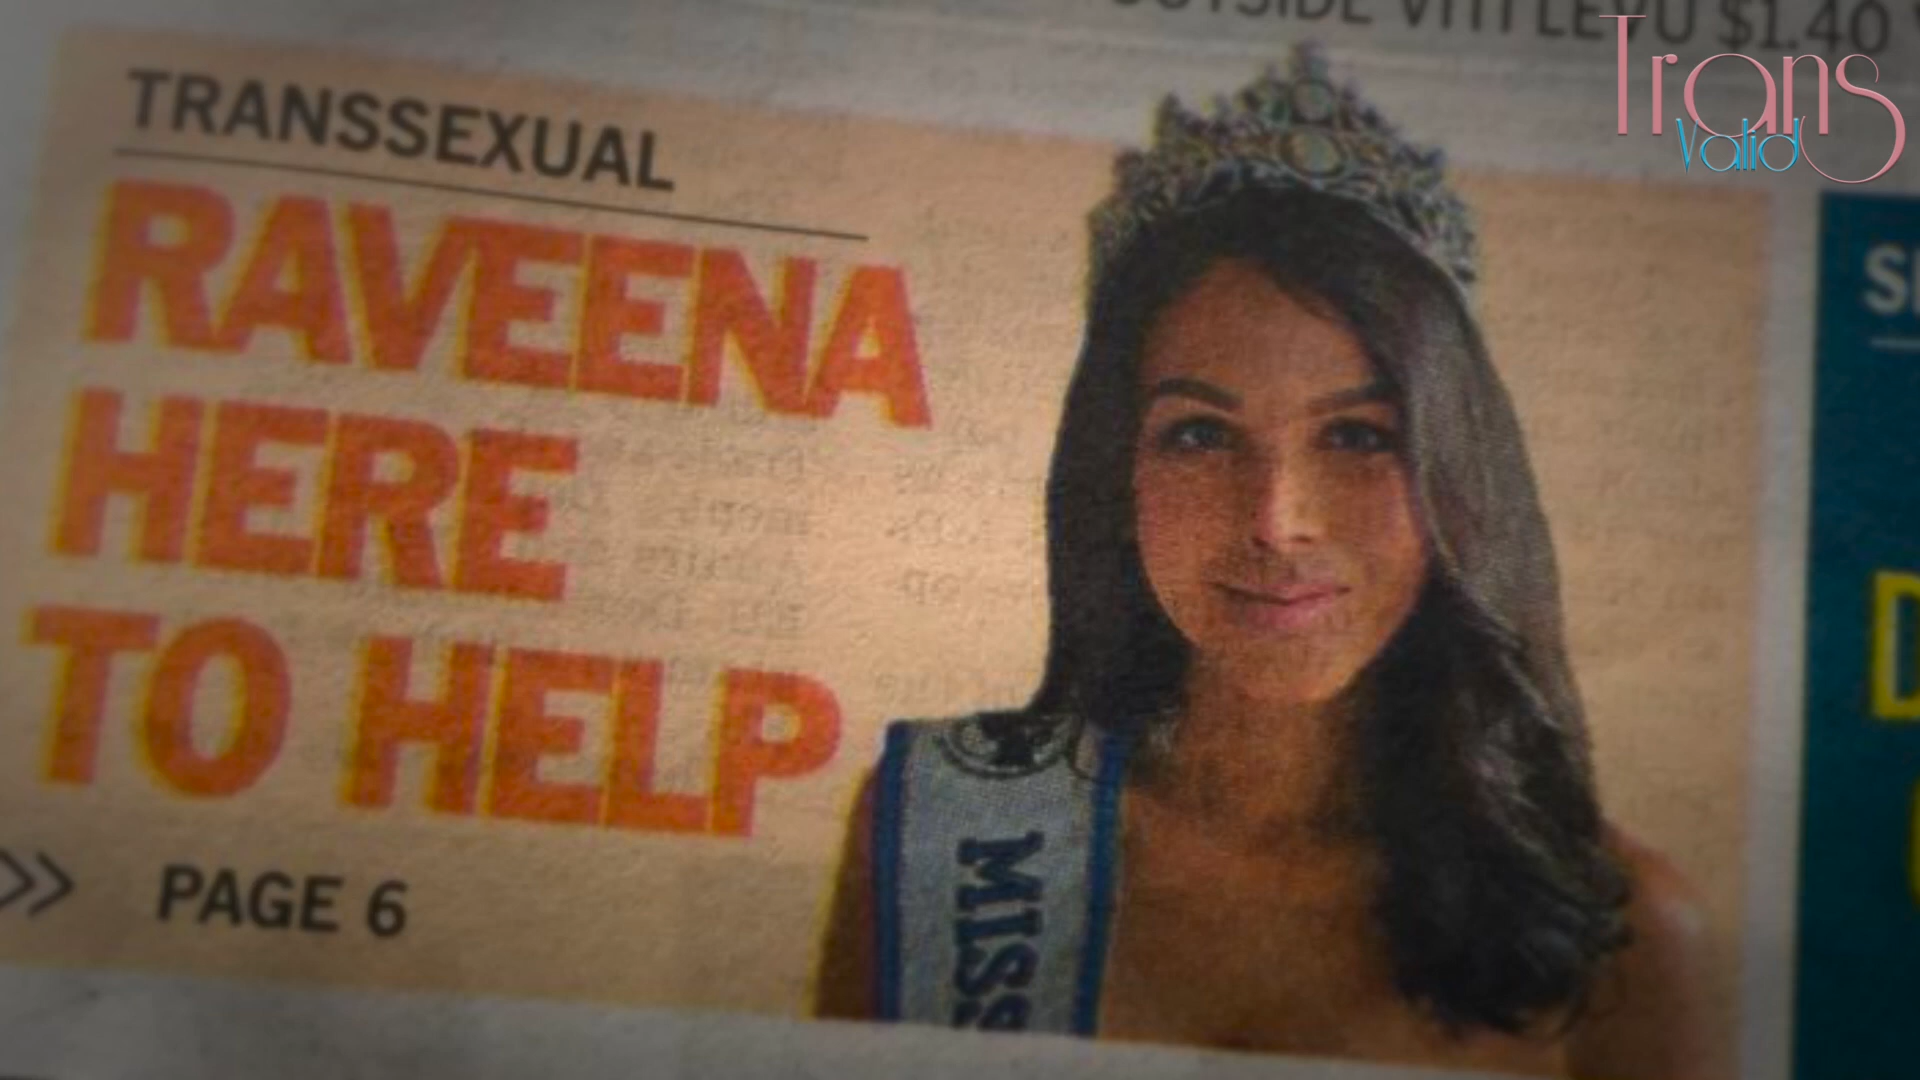 OUTSIDE VITI LEVU $1.40
Trans
Valid
TRANSSEXUAL
RAVEENA
HERE
TO HELP
>> PAGE 6
MISS